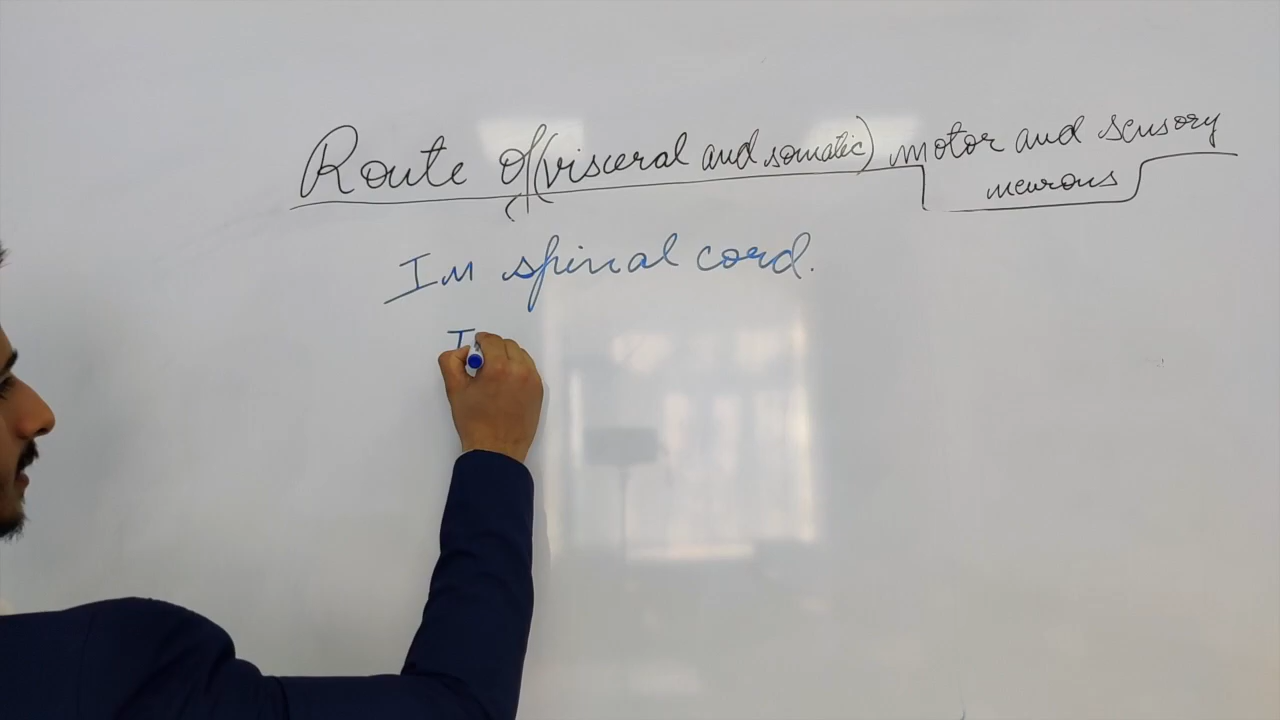 Route of (visceral and somatic) motor and sensory
neurons
In spinal cord.
I